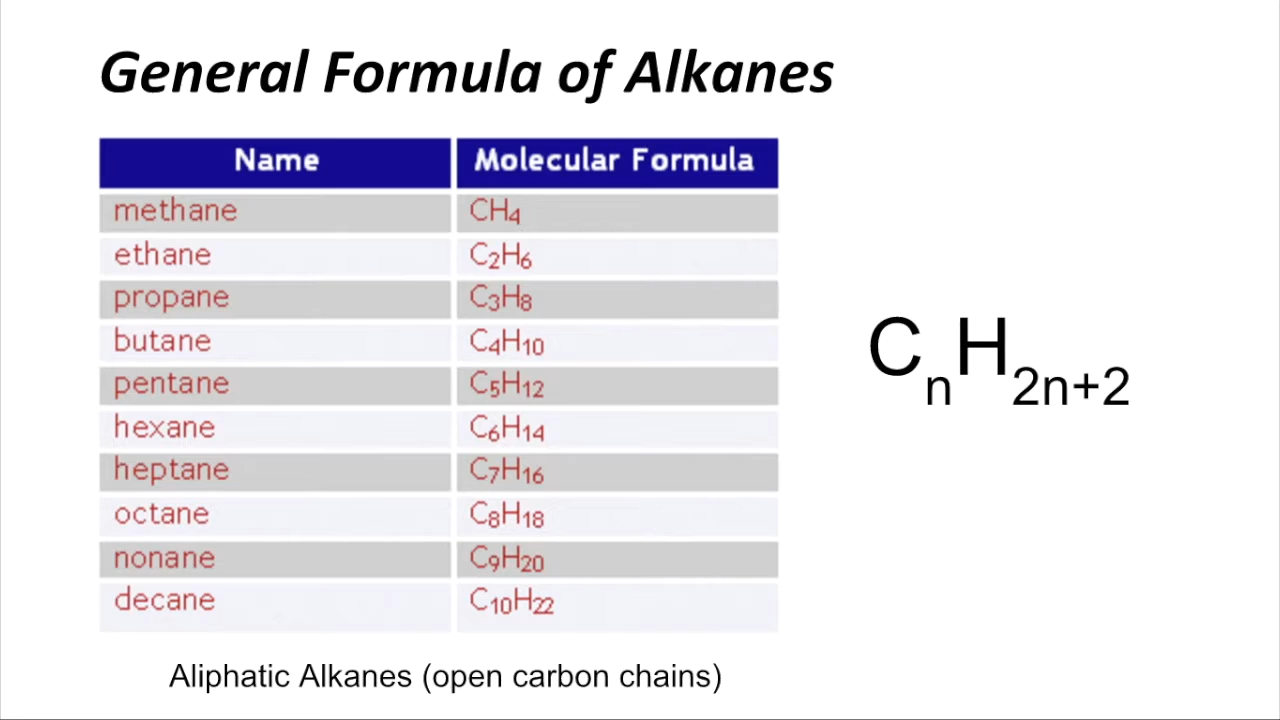 General Formula of Alkanes
Name Molecular Formula
methane CH₄
ethane C₂H₆
propane C₃H₈
butane C₄H₁₀
pentane C₅H₁₂
hexane C₆H₁₄
heptane C₇H₁₆
octane C₈H₁₈
nonane C₉H₂₀
decane C₁₀H₂₂
CₙH₂ₙ₊₂
Aliphatic Alkanes (open carbon chains)